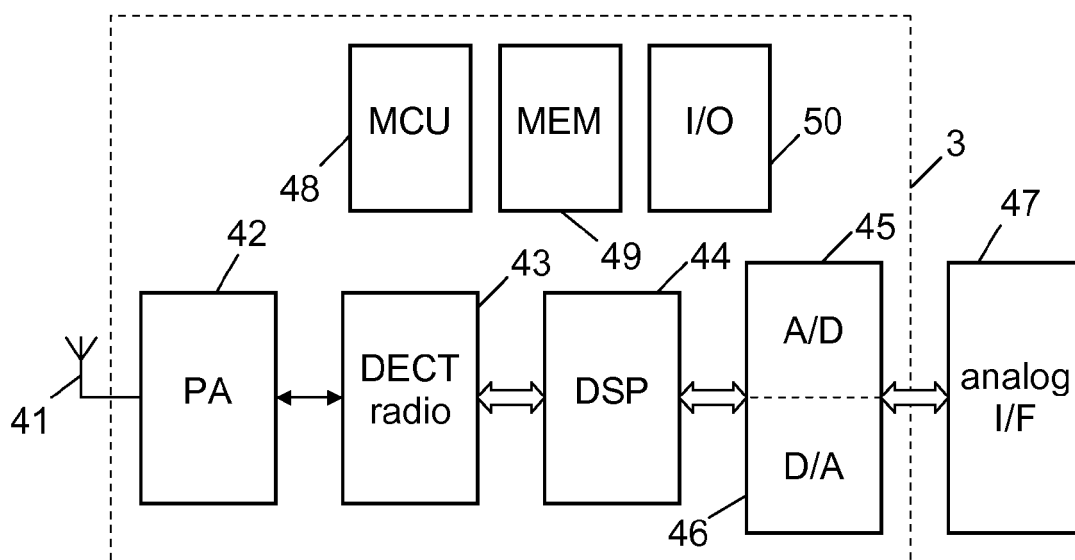 MCU
MEM
I/O
50
3
48
47
42
45
43
49
44
A/D
PA
DECT
radio
DSP
analog
I/F
41
D/A
46